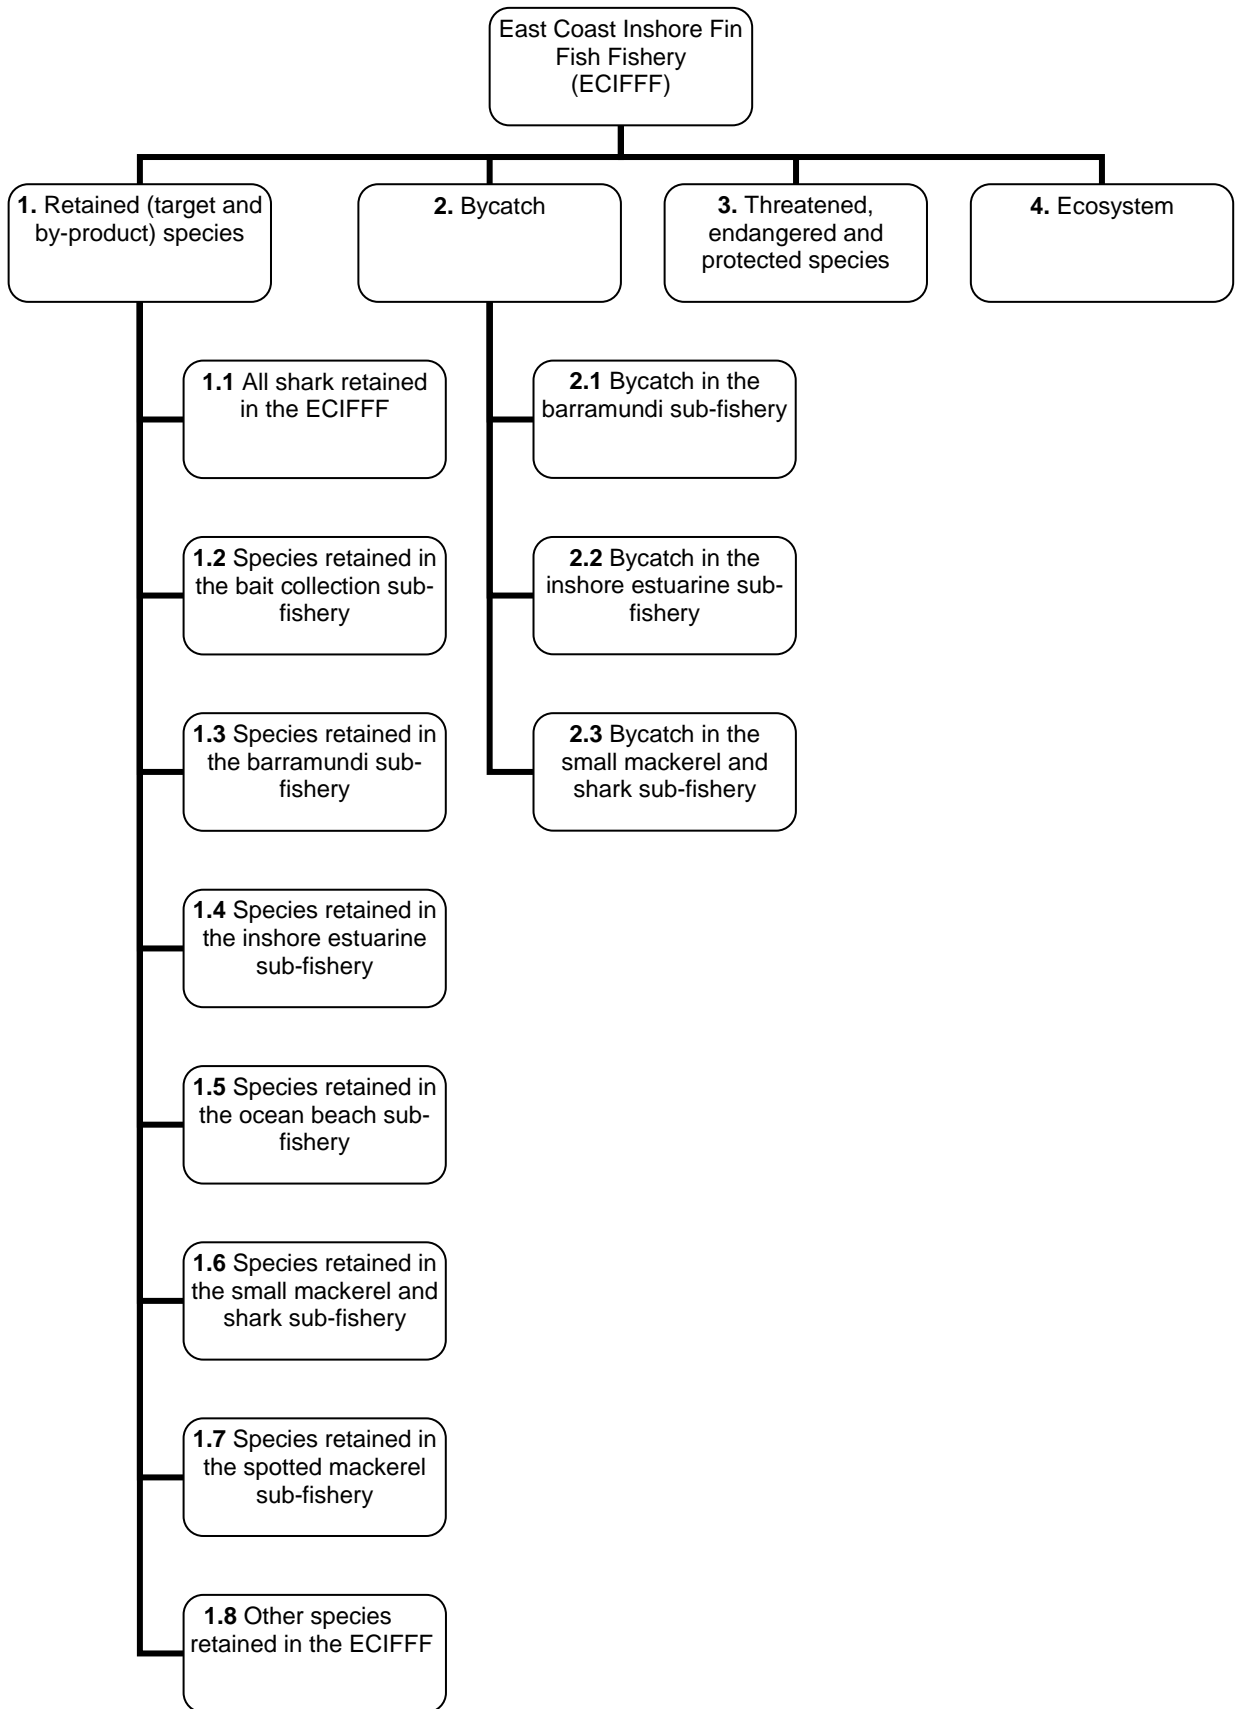 East Coast Inshore Fin
Fish Fishery
(ECIFFF)
1. Retained (target and
by-product) species
2. Bycatch
3. Threatened,
endangered and
protected species
4. Ecosystem
1.1 All shark retained
in the ECIFFF
2.1 Bycatch in the
barramundi sub-fishery
1.2 Species retained in
the bait collection sub-
fishery
2.2 Bycatch in the
inshore estuarine sub-
fishery
1.3 Species retained in
the barramundi sub-
fishery
2.3 Bycatch in the
small mackerel and
shark sub-fishery
1.4 Species retained in
the inshore estuarine
sub-fishery
1.5 Species retained in
the ocean beach sub-
fishery
1.6 Species retained in
the small mackerel and
shark sub-fishery
1.7 Species retained in
the spotted mackerel
sub-fishery
1.8 Other species
retained in the ECIFFF